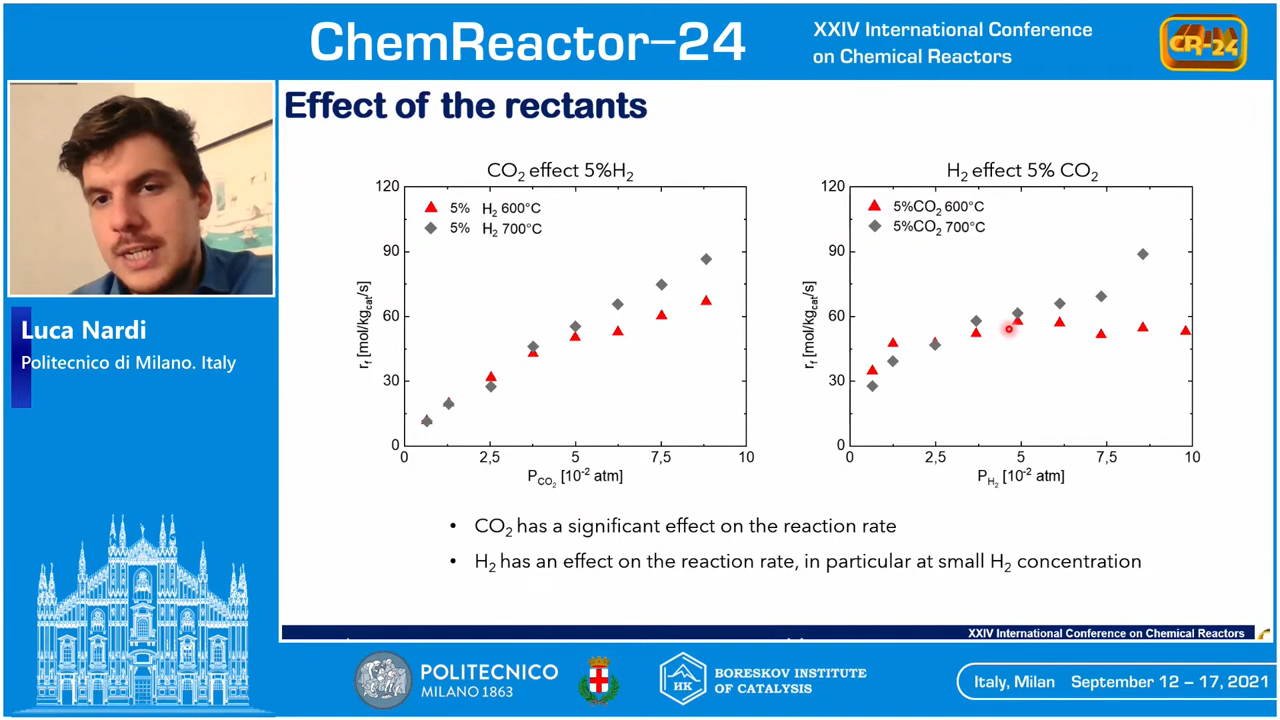 ChemReactor-24
XXIV International Conference
on Chemical Reactors
CR-24
Effect of the rectants
Luca Nardi
Politecnico di Milano. Italy
CO₂ effect 5%H₂
120
90
60
30
0
r_f [mol/kg_cat/s]
5% H₂ 600°C
5% H₂ 700°C
0 2,5 5 7,5 10
P_CO₂ [10⁻² atm]
H₂ effect 5% CO₂
120
90
60
30
0
r_f [mol/kg_cat/s]
5%CO₂ 600°C
5%CO₂ 700°C
0 2,5 5 7,5 10
P_H₂ [10⁻² atm]
• CO₂ has a significant effect on the reaction rate
• H₂ has an effect on the reaction rate, in particular at small H₂ concentration
XXIV International Conference on Chemical Reactors
POLITECNICO
MILANO 1863
НК
BORESKOV INSTITUTE
OF CATALYSIS
Italy, Milan September 12 – 17, 2021